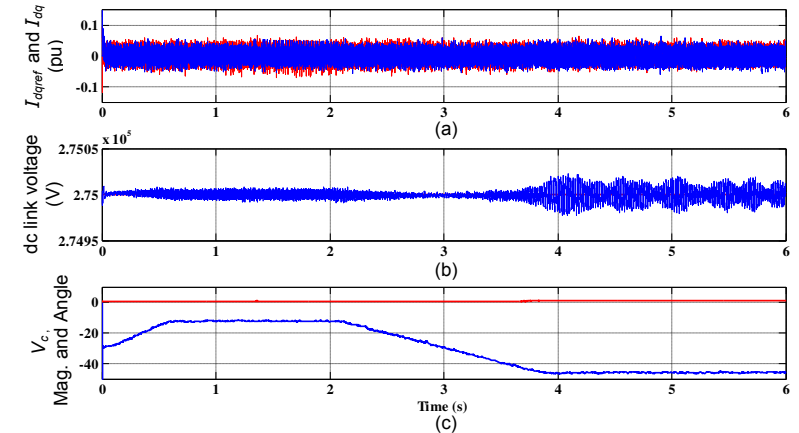 I_dqref and I_dq
(pu)
0.1
0
-0.1
0 1 2 3 4 5 6
(a)
x 10^5
dc link voltage
(V)
2.7505
2.75
2.7495
0 1 2 3 4 5 6
(b)
V_c,
Mag. and Angle
0
-20
-40
0 1 2 3 4 5 6
Time (s)
(c)